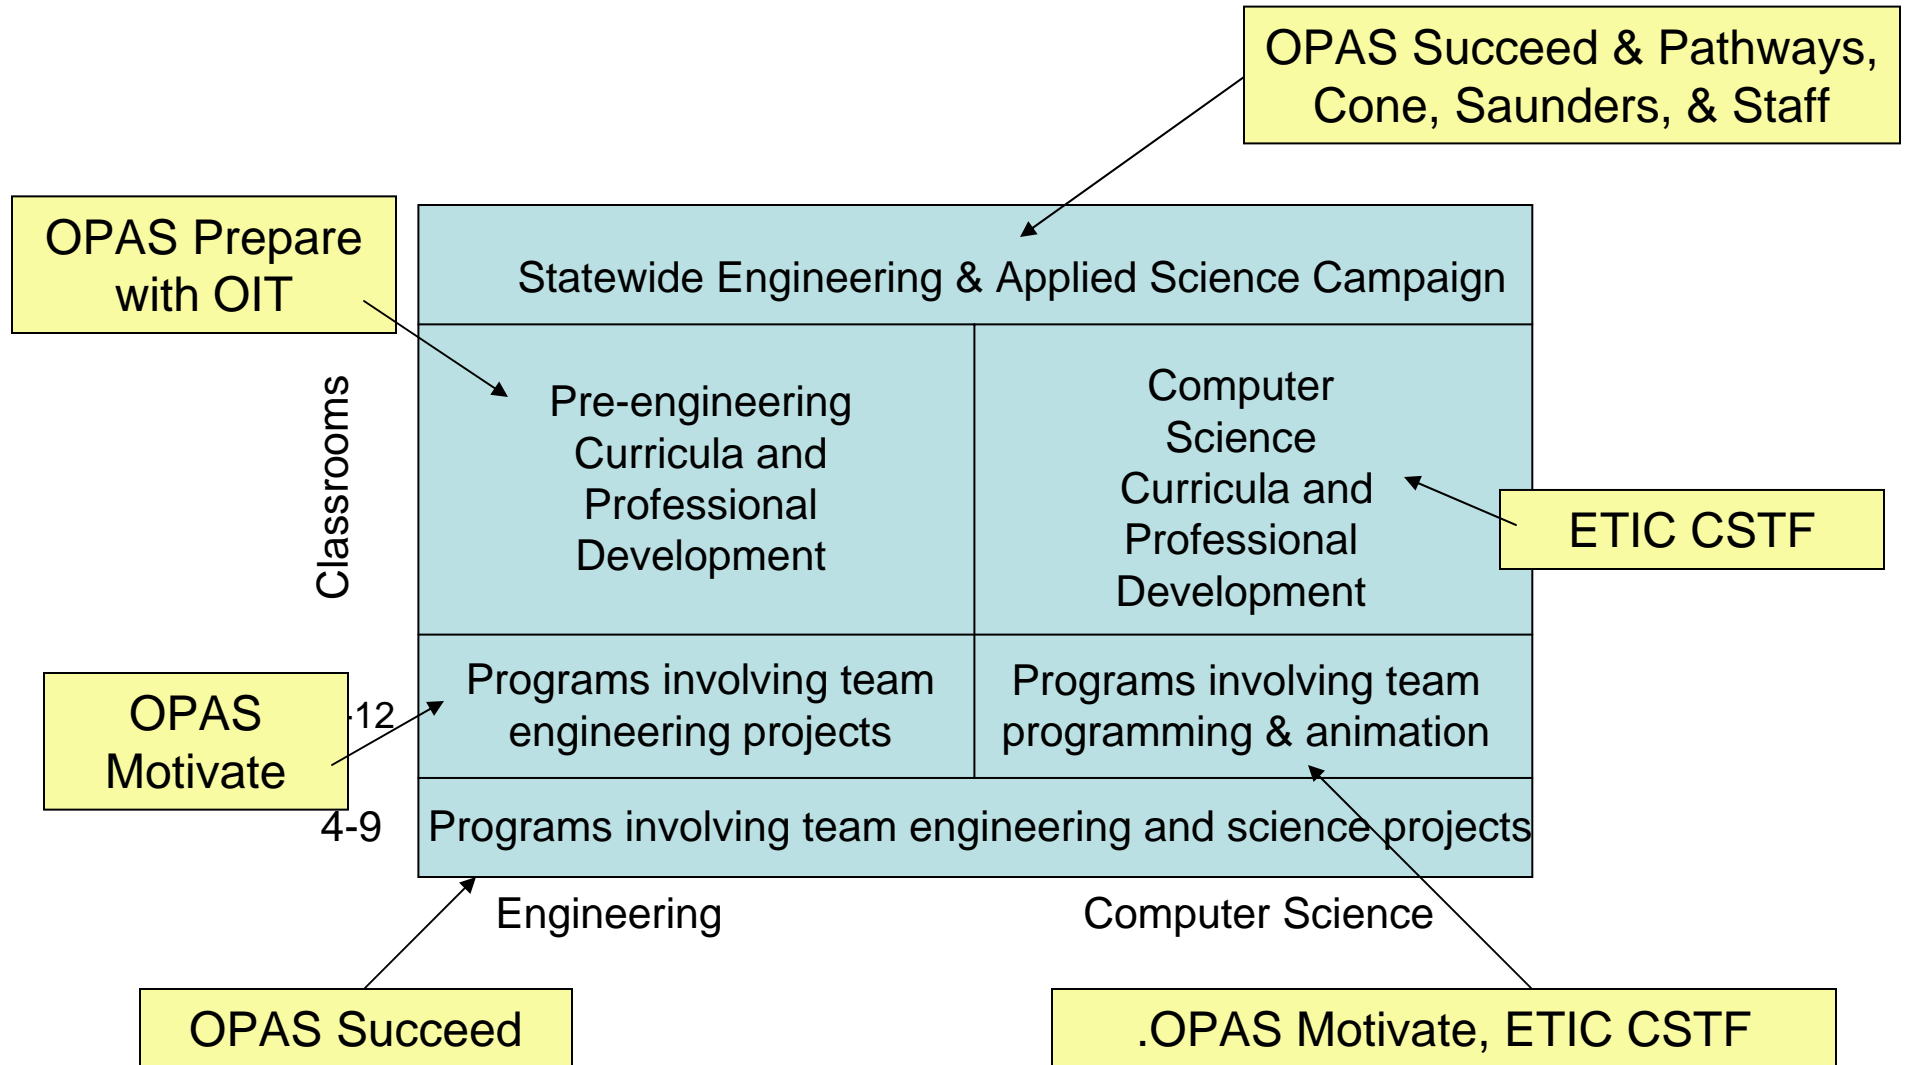 OPAS Succeed & Pathways,
Cone, Saunders, & Staff
OPAS Prepare
with OIT
Statewide Engineering & Applied Science Campaign
Classrooms
Pre-engineering
Curricula and
Professional
Development
Computer
Science
Curricula and
Professional
Development
ETIC CSTF
OPAS
Motivate
-12
Programs involving team
engineering projects
Programs involving team
programming & animation
4-9
Programs involving team engineering and science projects
Engineering
Computer Science
OPAS Succeed
.OPAS Motivate, ETIC CSTF